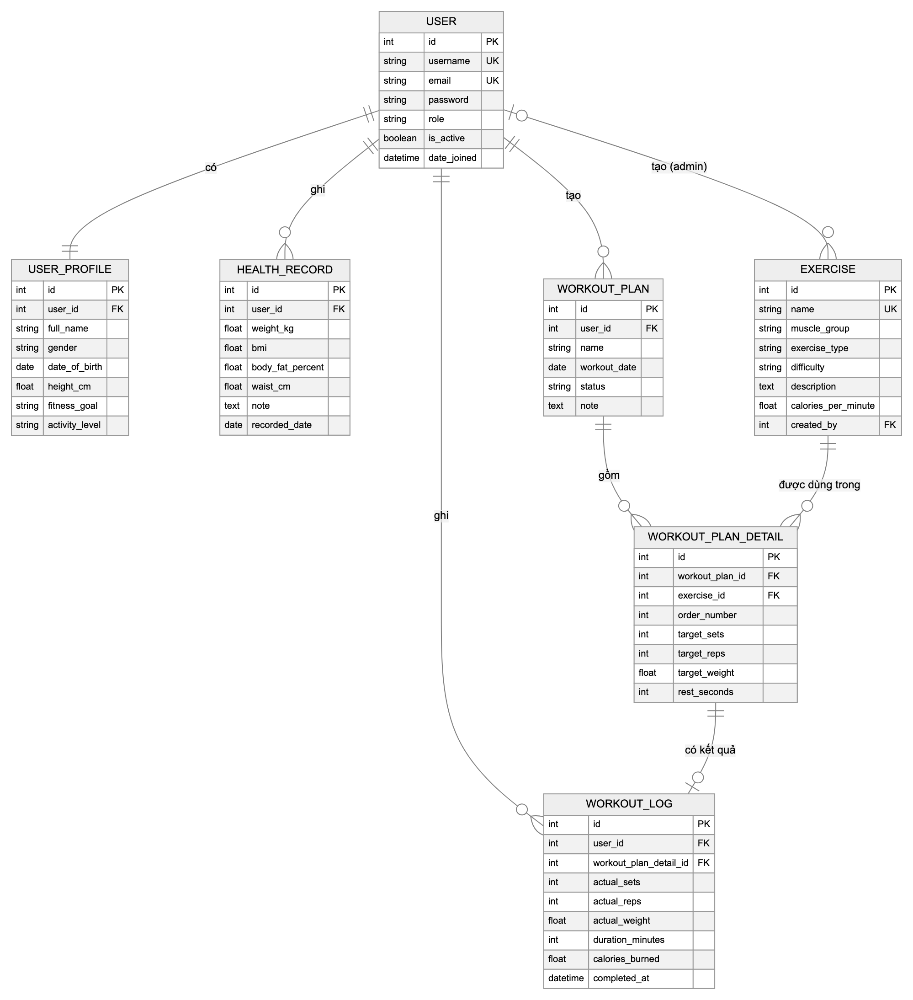 USER
int id PK
string username UK
string email UK
string password
string role
boolean is_active
datetime date_joined
có
ghi
tạo
tạo (admin)
USER_PROFILE
int id PK
int user_id FK
string full_name
string gender
date date_of_birth
float height_cm
string fitness_goal
string activity_level
HEALTH_RECORD
int id PK
int user_id FK
float weight_kg
float bmi
float body_fat_percent
float waist_cm
text note
date recorded_date
WORKOUT_PLAN
int id PK
int user_id FK
string name
date workout_date
string status
text note
EXERCISE
int id PK
string name UK
string muscle_group
string exercise_type
string difficulty
text description
float calories_per_minute
int created_by FK
gồm
được dùng trong
ghi
WORKOUT_PLAN_DETAIL
int id PK
int workout_plan_id FK
int exercise_id FK
int order_number
int target_sets
int target_reps
float target_weight
int rest_seconds
có kết quả
WORKOUT_LOG
int id PK
int user_id FK
int workout_plan_detail_id FK
int actual_sets
int actual_reps
float actual_weight
int duration_minutes
float calories_burned
datetime completed_at